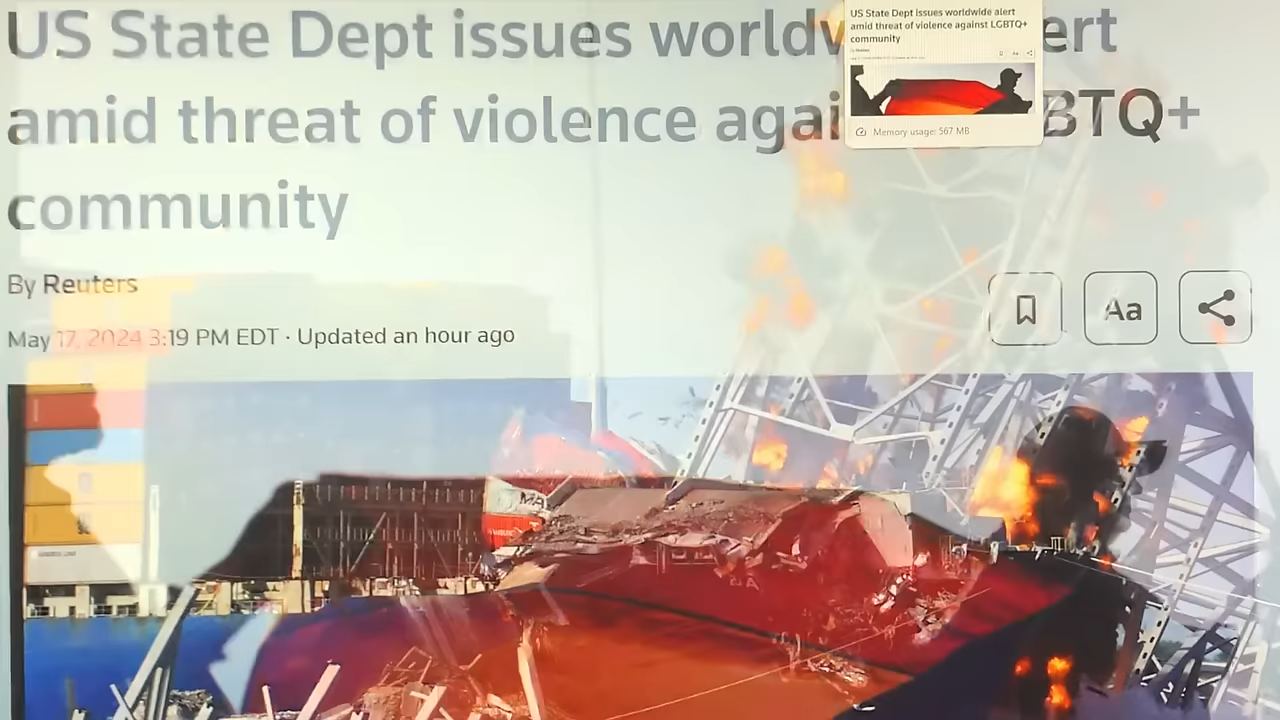 US State Dept issues worldw ert
amid threat of violence agai BTQ+
community
By Reuters
May 17, 2024 3:19 PM EDT · Updated an hour ago
Aa
US State Dept issues worldwide alert
amid threat of violence against LGBTQ+
community
Memory usage: 567 MB